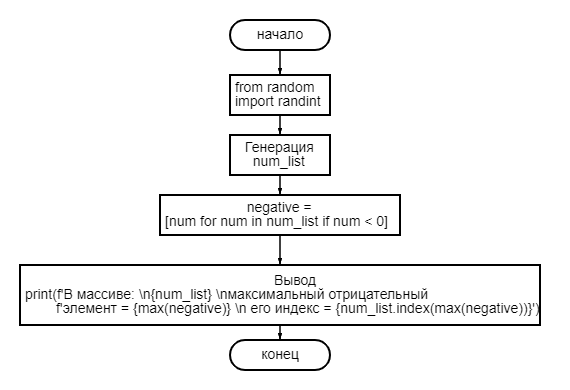 начало
from random
import randint
Генерация
num_list
negative =
[num for num in num_list if num < 0]
Вывод
print(f'В массиве: \n{num_list} \nмаксимальный отрицательный
f'элемент = {max(negative)} \n его индекс = {num_list.index(max(negative))}')
конец